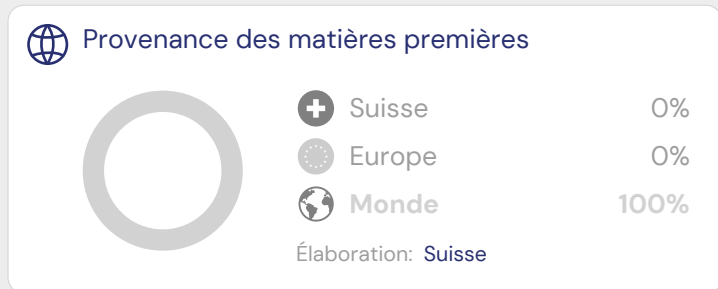 Provenance des matières premières
Suisse 0%
Europe 0%
Monde 100%
Élaboration: Suisse